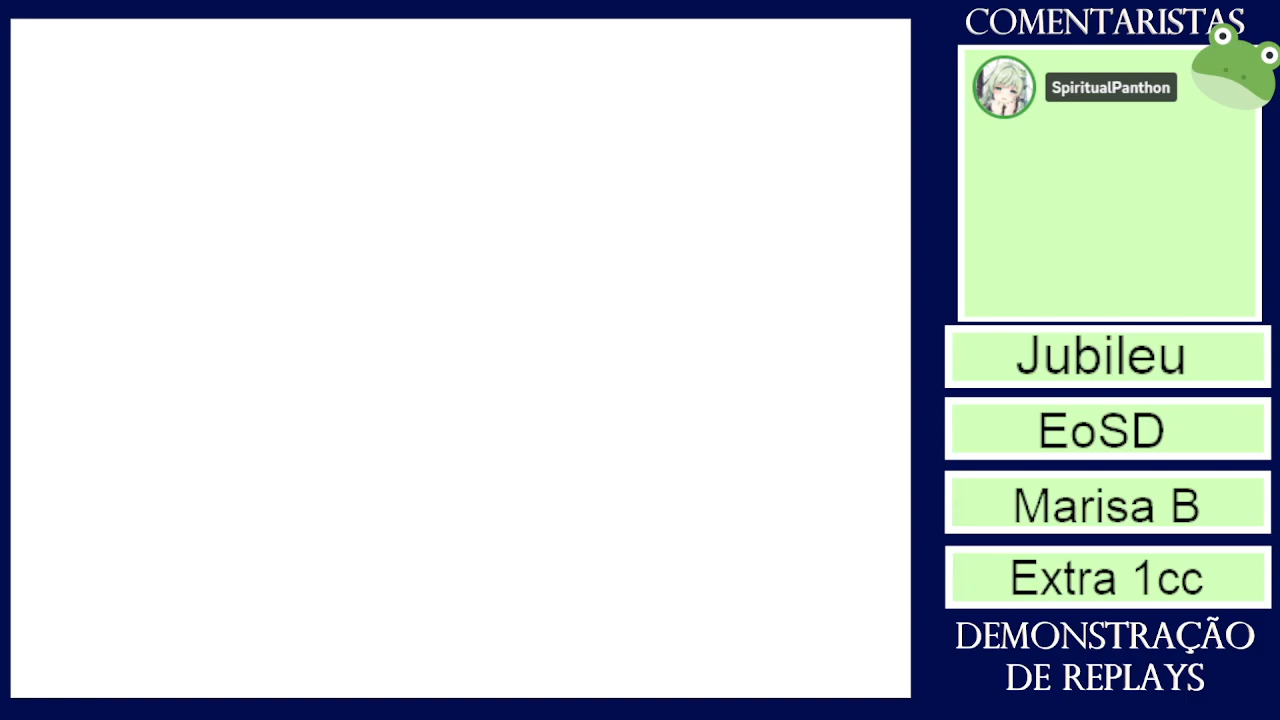 COMENTARISTAS
SpiritualPanthon
Jubileu
EoSD
Marisa B
Extra 1cc
DEMONSTRAÇÃO
DE REPLAYS